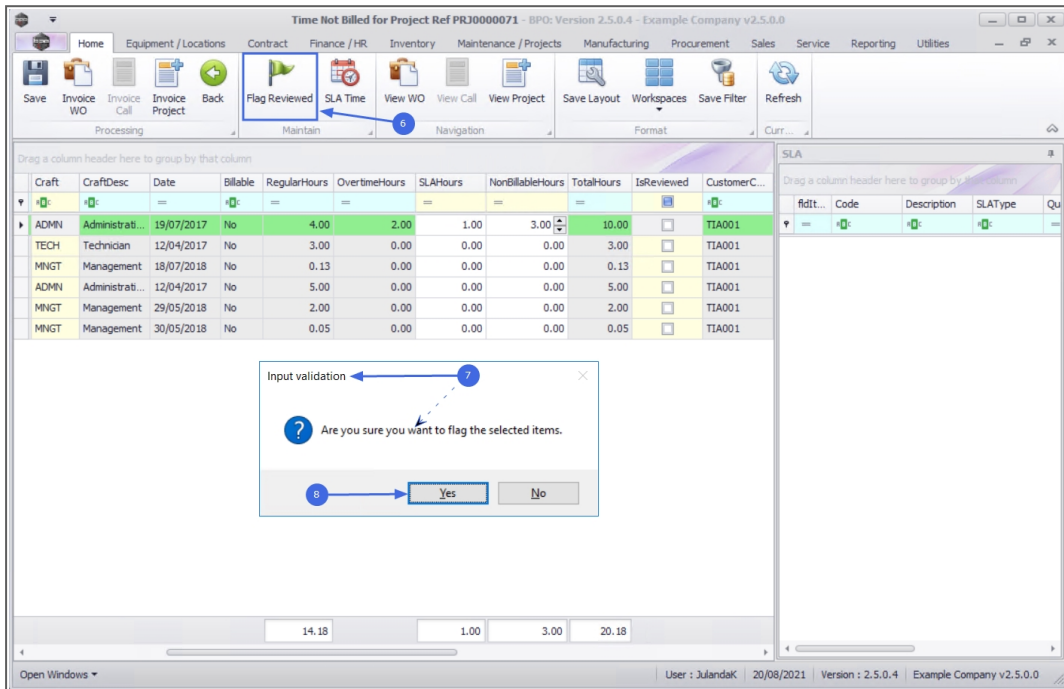 Time Not Billed for Project Ref PRJ0000071 - BPO: Version 2.5.0.4 - Example Company v2.5.0.0
Home Equipment / Locations Contract Finance / HR Inventory Maintenance / Projects Manufacturing Procurement Sales Service Reporting Utilities
Save Invoice WO Invoice Call Invoice Project Back Flag Reviewed SLA Time View WO View Call View Project Save Layout Workspaces Save Filter Refresh
6
Processing Maintain Navigation Format Curr...
Drag a column header here to group by that column
Craft CraftDesc Date Billable RegularHours OvertimeHours SLAHours NonBillableHours TotalHours IsReviewed CustomerC...
= = = = = =
ADMN Administrati... 19/07/2017 No 4.00 2.00 1.00 3.00 10.00 TIA001
TECH Technician 12/04/2017 No 3.00 0.00 0.00 0.00 3.00 TIA001
MNGT Management 18/07/2018 No 0.13 0.00 0.00 0.00 0.13 TIA001
ADMN Administrati... 12/04/2017 No 5.00 0.00 0.00 0.00 5.00 TIA001
MNGT Management 29/05/2018 No 2.00 0.00 0.00 0.00 2.00 TIA001
MNGT Management 30/05/2018 No 0.05 0.00 0.00 0.00 0.05 TIA001
14.18 1.00 3.00 20.18
SLA
Drag a column header here to group by that column
fldIt... Code Description SLAType Qu
= =
Input validation
7
Are you sure you want to flag the selected items.
8
Yes No
Open Windows User : JulandaK 20/08/2021 Version : 2.5.0.4 Example Company v2.5.0.0